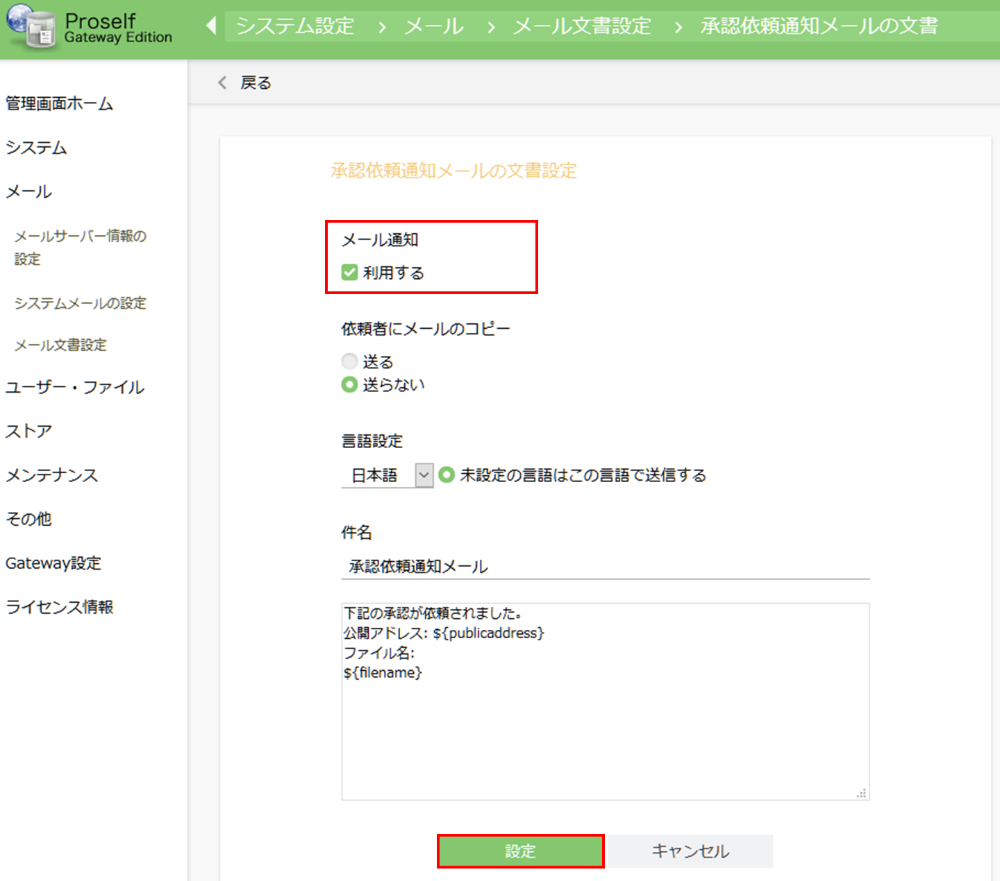 Proself
Gateway Edition
システム設定 > メール > メール文書設定 > 承認依頼通知メールの文書
戻る
管理画面ホーム
システム
メール
メールサーバー情報の
設定
システムメールの設定
メール文書設定
ユーザー・ファイル
ストア
メンテナンス
その他
Gateway設定
ライセンス情報
承認依頼通知メールの文書設定
メール通知
利用する
依頼者にメールのコピー
送る
送らない
言語設定
日本語 未設定の言語はこの言語で送信する
件名
承認依頼通知メール
下記の承認が依頼されました。
公開アドレス: ${publicaddress}
ファイル名:
${filename}
設定 キャンセル